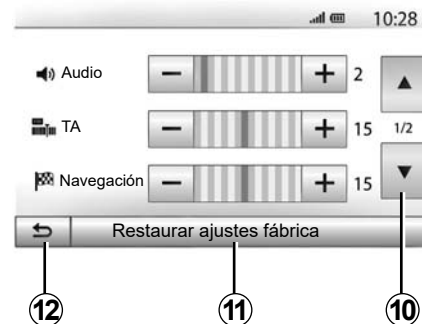 10:28
Audio − + 2
TA − + 15 1/2
Navegación − + 15
Restaurar ajustes fábrica
12 11 10